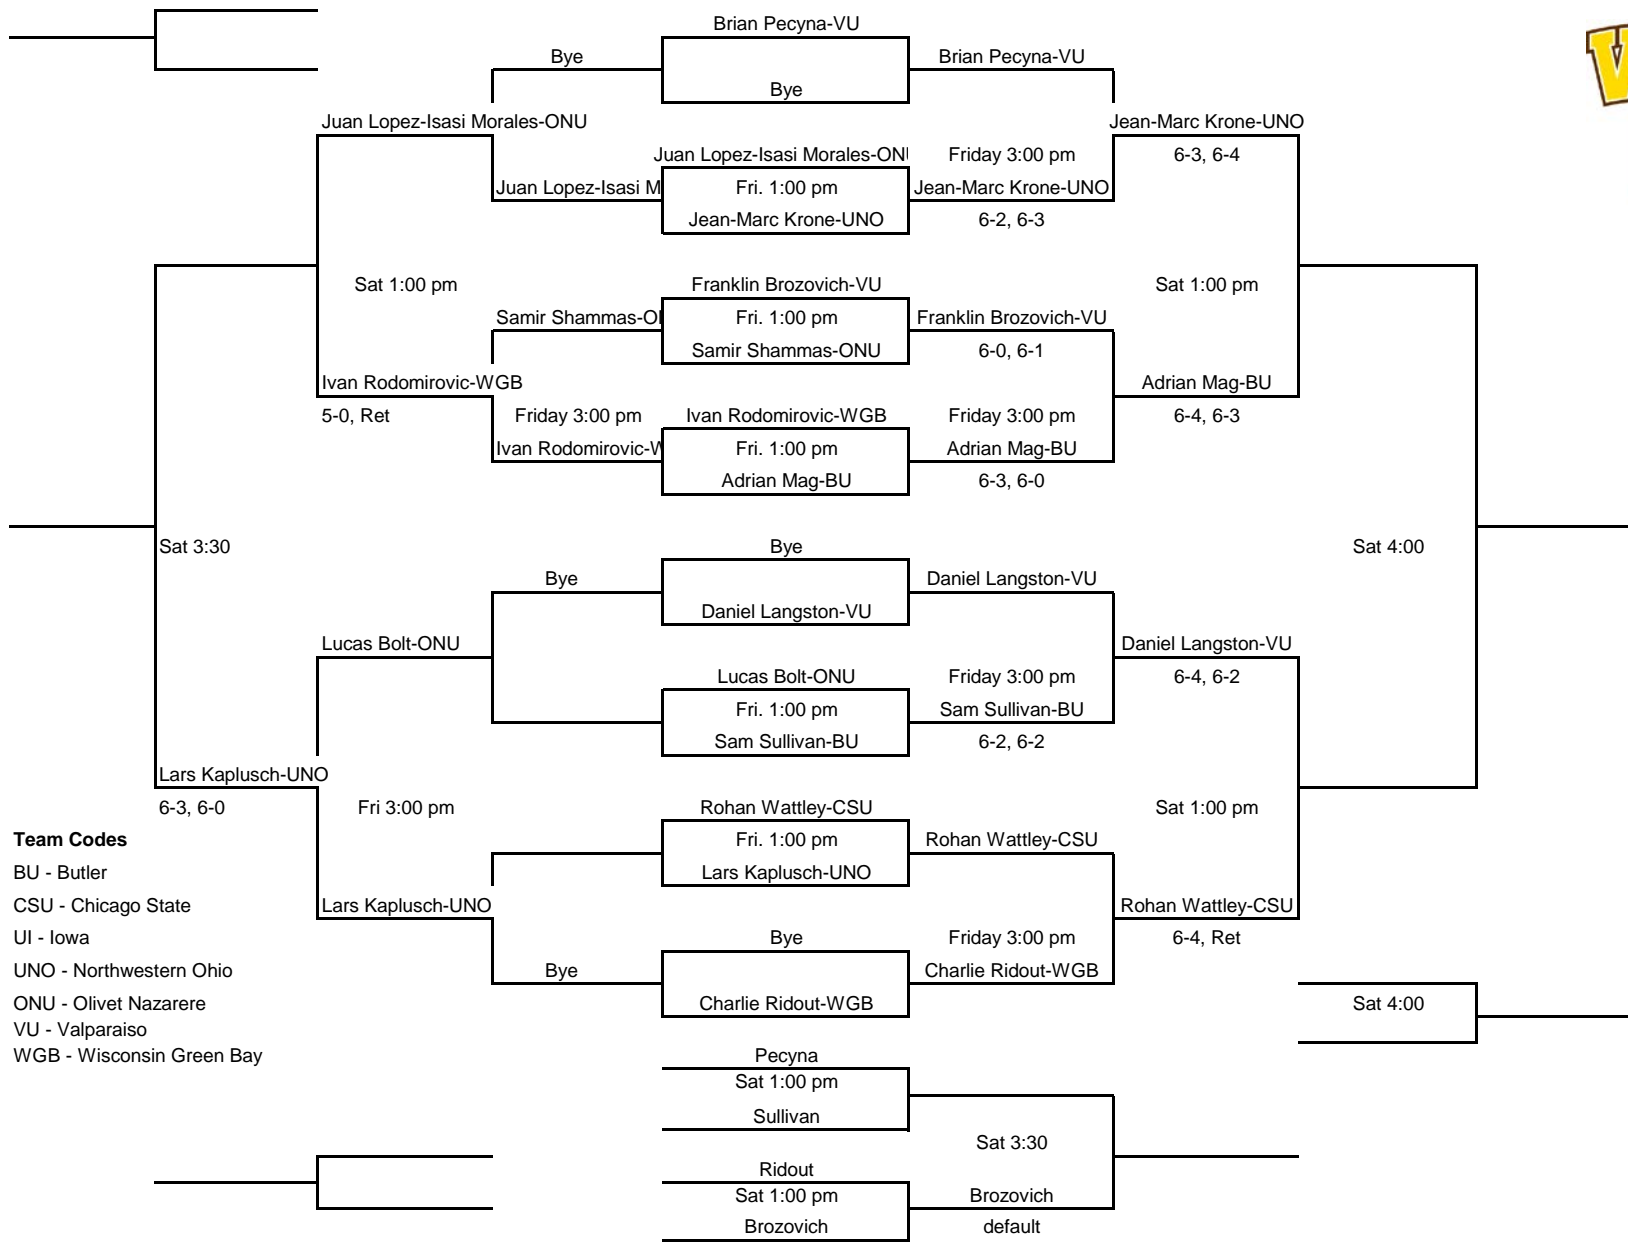 Brian Pecyna-VU
Bye
Brian Pecyna-VU
Bye
Juan Lopez-Isasi Morales-ONU
Jean-Marc Krone-UNO
Juan Lopez-Isasi Morales-ONU
Friday 3:00 pm
6-3, 6-4
Juan Lopez-Isasi M
Fri. 1:00 pm
Jean-Marc Krone-UNO
Jean-Marc Krone-UNO
6-2, 6-3
Sat 1:00 pm
Franklin Brozovich-VU
Sat 1:00 pm
Samir Shammas-O
Fri. 1:00 pm
Franklin Brozovich-VU
Samir Shammas-ONU
6-0, 6-1
Ivan Rodomirovic-WGB
Adrian Mag-BU
5-0, Ret
Friday 3:00 pm
Ivan Rodomirovic-WGB
Friday 3:00 pm
6-4, 6-3
Ivan Rodomirovic-W
Fri. 1:00 pm
Adrian Mag-BU
Adrian Mag-BU
6-3, 6-0
Sat 3:30
Bye
Sat 4:00
Bye
Daniel Langston-VU
Daniel Langston-VU
Lucas Bolt-ONU
Daniel Langston-VU
Lucas Bolt-ONU
Friday 3:00 pm
6-4, 6-2
Fri. 1:00 pm
Sam Sullivan-BU
Sam Sullivan-BU
6-2, 6-2
Lars Kaplusch-UNO
6-3, 6-0
Fri 3:00 pm
Rohan Wattley-CSU
Sat 1:00 pm
Team Codes
Fri. 1:00 pm
Rohan Wattley-CSU
BU - Butler
Lars Kaplusch-UNO
CSU - Chicago State
Lars Kaplusch-UNO
Rohan Wattley-CSU
UI - Iowa
Bye
Friday 3:00 pm
6-4, Ret
UNO - Northwestern Ohio
Bye
Charlie Ridout-WGB
ONU - Olivet Nazarere
Charlie Ridout-WGB
Sat 4:00
VU - Valparaiso
WGB - Wisconsin Green Bay
Pecyna
Sat 1:00 pm
Sullivan
Sat 3:30
Ridout
Sat 1:00 pm
Brozovich
Brozovich
default